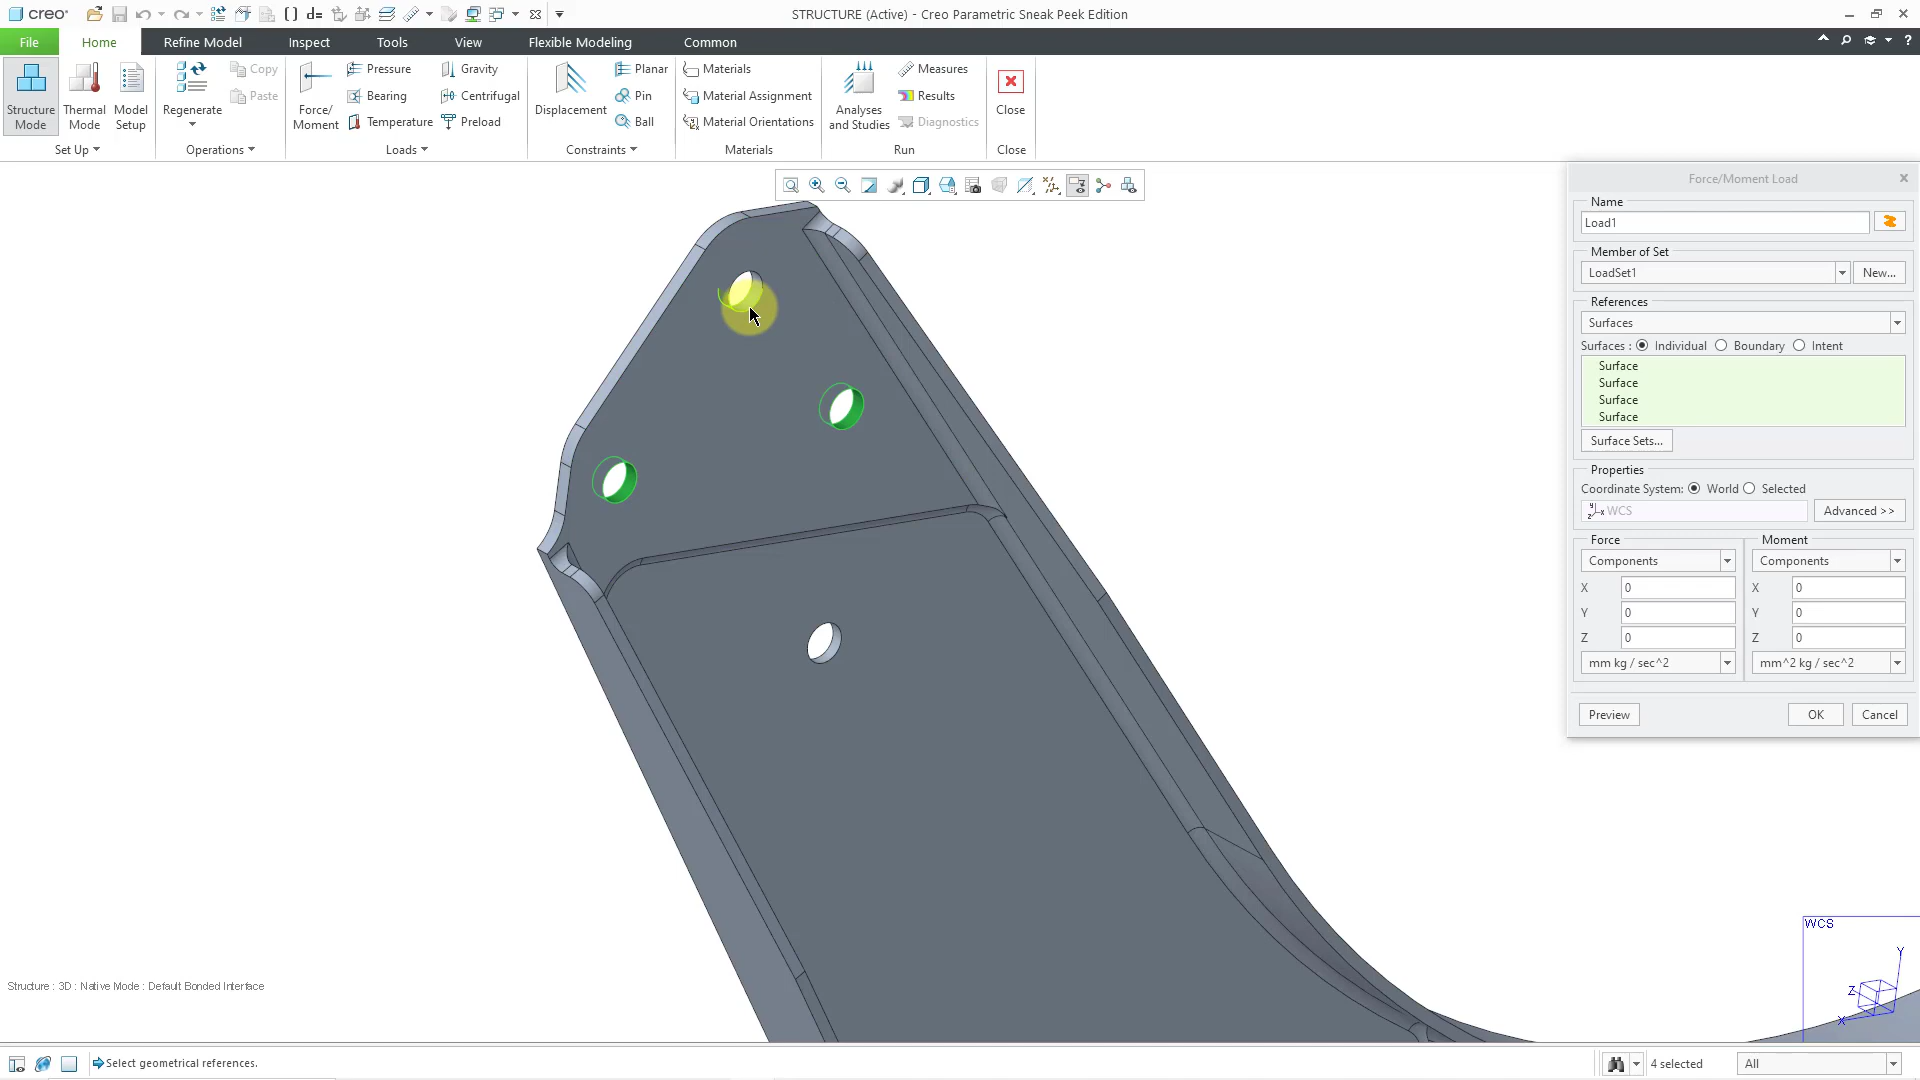 creo
d=
STRUCTURE (Active) - Creo Parametric Sneak Peek Edition
File
Home
Refine Model
Inspect
Tools
View
Flexible Modeling
Common
Structure
Mode
Thermal
Mode
Model
Setup
Set Up
Regenerate
Copy
Paste
Operations
Force/
Moment
Pressure
Bearing
Temperature
Gravity
Centrifugal
Preload
Loads
Displacement
Planar
Pin
Ball
Constraints
Materials
Material Assignment
Material Orientations
Materials
Analyses
and Studies
Measures
Results
Diagnostics
Run
Close
Close
Force/Moment Load
Name
Load1
Member of Set
LoadSet1
New...
References
Surfaces
Surfaces : Individual Boundary Intent
Surface
Surface
Surface
Surface
Surface Sets...
Properties
Coordinate System: World Selected
WCS
Advanced >>
Force
Moment
Components
Components
X 0 X 0
Y 0 Y 0
Z 0 Z 0
mm kg / sec^2
mm^2 kg / sec^2
Preview
OK
Cancel
WCS
Y
Z
X
Structure : 3D : Native Mode : Default Bonded Interface
Select geometrical references.
4 selected
All